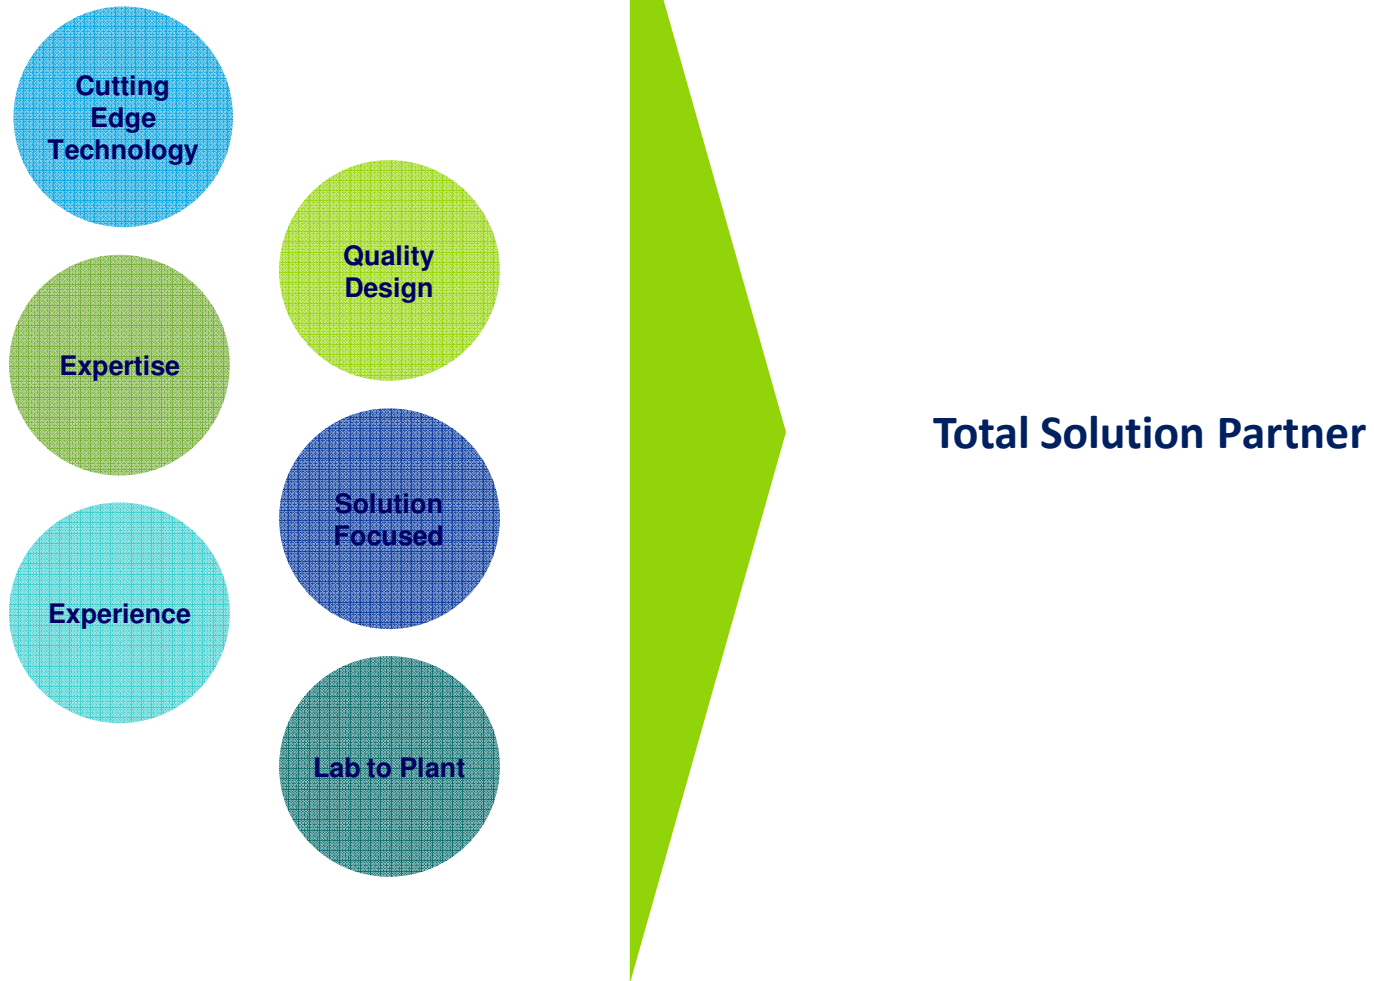 Cutting
Edge
Technology
Expertise
Experience
Quality
Design
Solution
Focused
Lab to Plant
Total Solution Partner